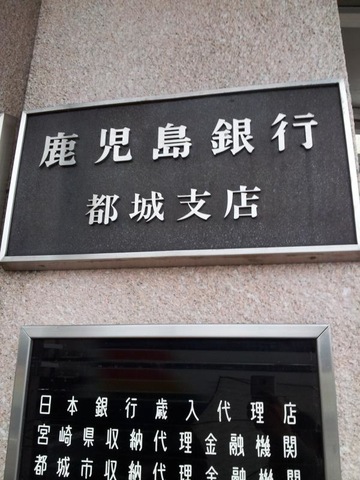 鹿児島銀行
都城支店
日本銀行歳入代理店
宮崎県収納代理金融機関
都城市収納代理金融機関